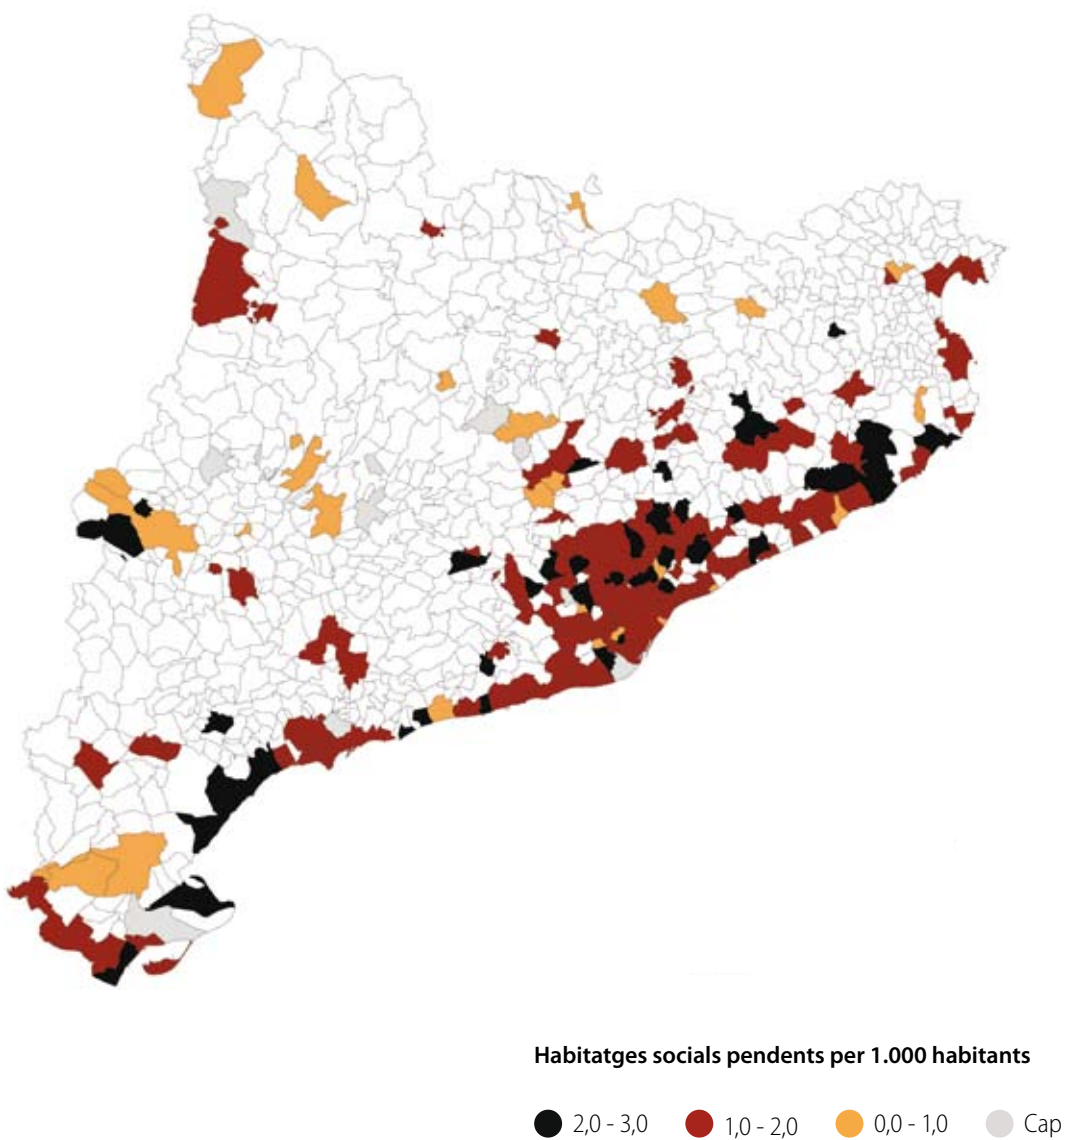 Habitatges socials pendents per 1.000 habitants
2,0 - 3,0 1,0 - 2,0 0,0 - 1,0 Cap